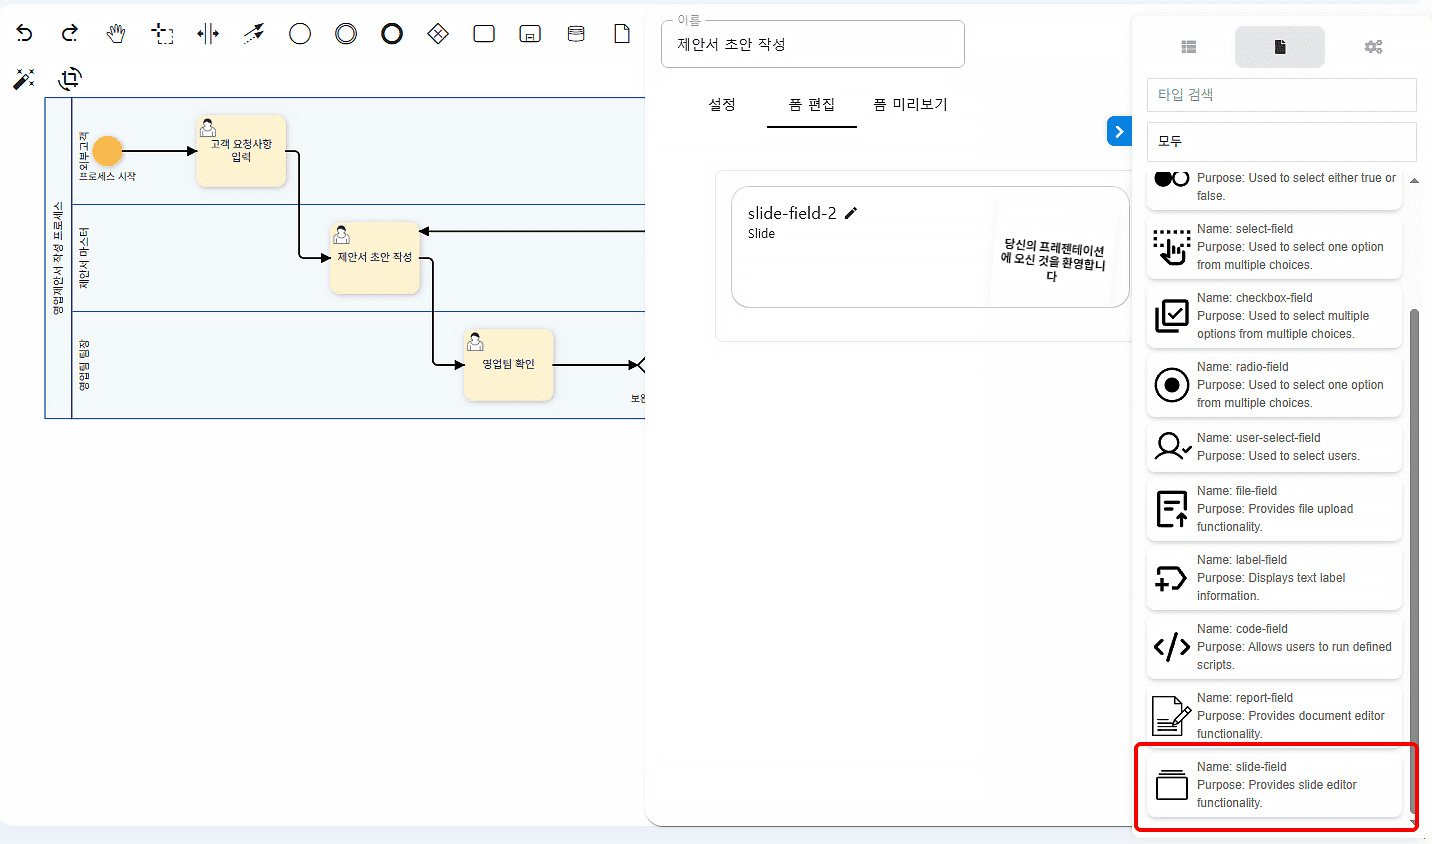 이름
제안서 초안 작성
설정
폼 편집
폼 미리보기
영업제안서 작성 프로세스
외부고객
프로세스 시작
고객 요청사항
입력
제안서 마스터
제안서 초안 작성
영업팀 팀장
영업팀 확인
slide-field-2
Slide
당신의 프레젠테이션
에 오신 것을 환영합니
다
타입 검색
모두
Purpose: Used to select either true or
false.
Name: select-field
Purpose: Used to select one option
from multiple choices.
Name: checkbox-field
Purpose: Used to select multiple
options from multiple choices.
Name: radio-field
Purpose: Used to select one option
from multiple choices.
Name: user-select-field
Purpose: Used to select users.
Name: file-field
Purpose: Provides file upload
functionality.
Name: label-field
Purpose: Displays text label
information.
Name: code-field
Purpose: Allows users to run defined
scripts.
Name: report-field
Purpose: Provides document editor
functionality.
Name: slide-field
Purpose: Provides slide editor
functionality.